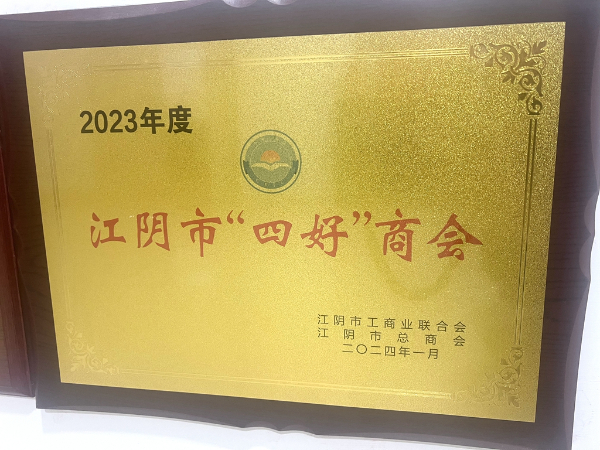 2023年度
江阴市“四好”商会
江阴市工商业联合会
江阴市总商会
二〇二四年一月